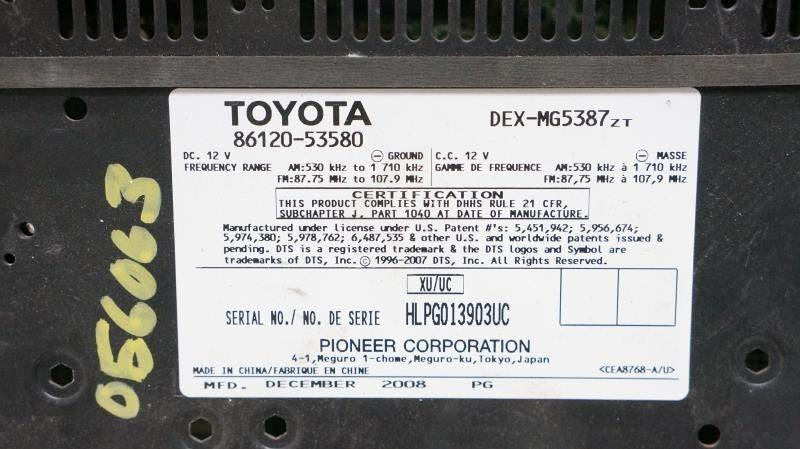 TOYOTA
86120-53580
DEX-MG5387ZT
DC. 12 V ⊖ GROUND
FREQUENCY RANGE AM:530 kHz to 1 710 kHz
FM:87.75 MHz to 107.9 MHz
C.C. 12 V ⊖ MASSE
GAMME DE FREQUENCE AM:530 kHz à 1 710 kHz
FM:87,75 MHz à 107,9 MHz
CERTIFICATION
THIS PRODUCT COMPLIES WITH DHHS RULE 21 CFR,
SUBCHAPTER J, PART 1040 AT DATE OF MANUFACTURE.
Manufactured under license under U.S. Patent #'s: 5,451,942; 5,956,674;
5,974,380; 5,978,762; 6,487,535 & other U.S. and worldwide patents issued &
pending. DTS is a registered trademark & the DTS logos and Symbol are
trademarks of DTS, Inc. © 1996-2007 DTS, Inc. All Rights Reserved.
XU/UC
SERIAL NO./ NO. DE SERIE HLPG013903UC
PIONEER CORPORATION
4-1,Meguro 1-chome,Meguro-ku,Tokyo,Japan
MADE IN CHINA/FABRIQUE EN CHINE <CEA8768-A/U>
MFD. DECEMBER 2008 PG
056063